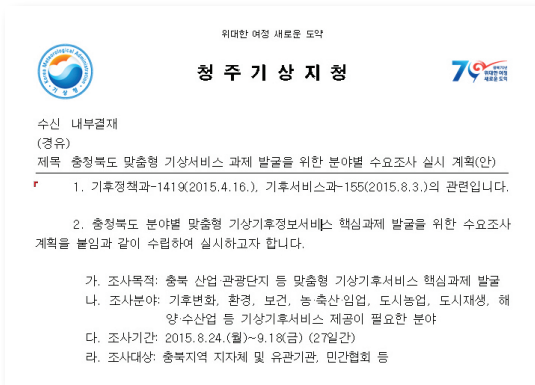 위대한 여정 새로운 도약
청주기상지청
위대한 여정
새로운 도약
수신 내부결재
(경유)
제목 충청북도 맞춤형 기상서비스 과제 발굴을 위한 분야별 수요조사 실시 계획(안)
1. 기후정책과-1419(2015.4.16.), 기후서비스과-155(2015.8.3.)의 관련입니다.
2. 충청북도 분야별 맞춤형 기상기후정보서비스 핵심과제 발굴을 위한 수요조사
계획을 붙임과 같이 수립하여 실시하고자 합니다.
가. 조사목적: 충북 산업·관광단지 등 맞춤형 기상기후서비스 핵심과제 발굴
나. 조사분야: 기후변화, 환경, 보건, 농·축산·임업, 도시농업, 도시재생, 해
양·수산업 등 기상기후서비스 제공이 필요한 분야
다. 조사기간: 2015.8.24.(월)~9.18(금) (27일간)
라. 조사대상: 충북지역 지자체 및 유관기관, 민간협회 등